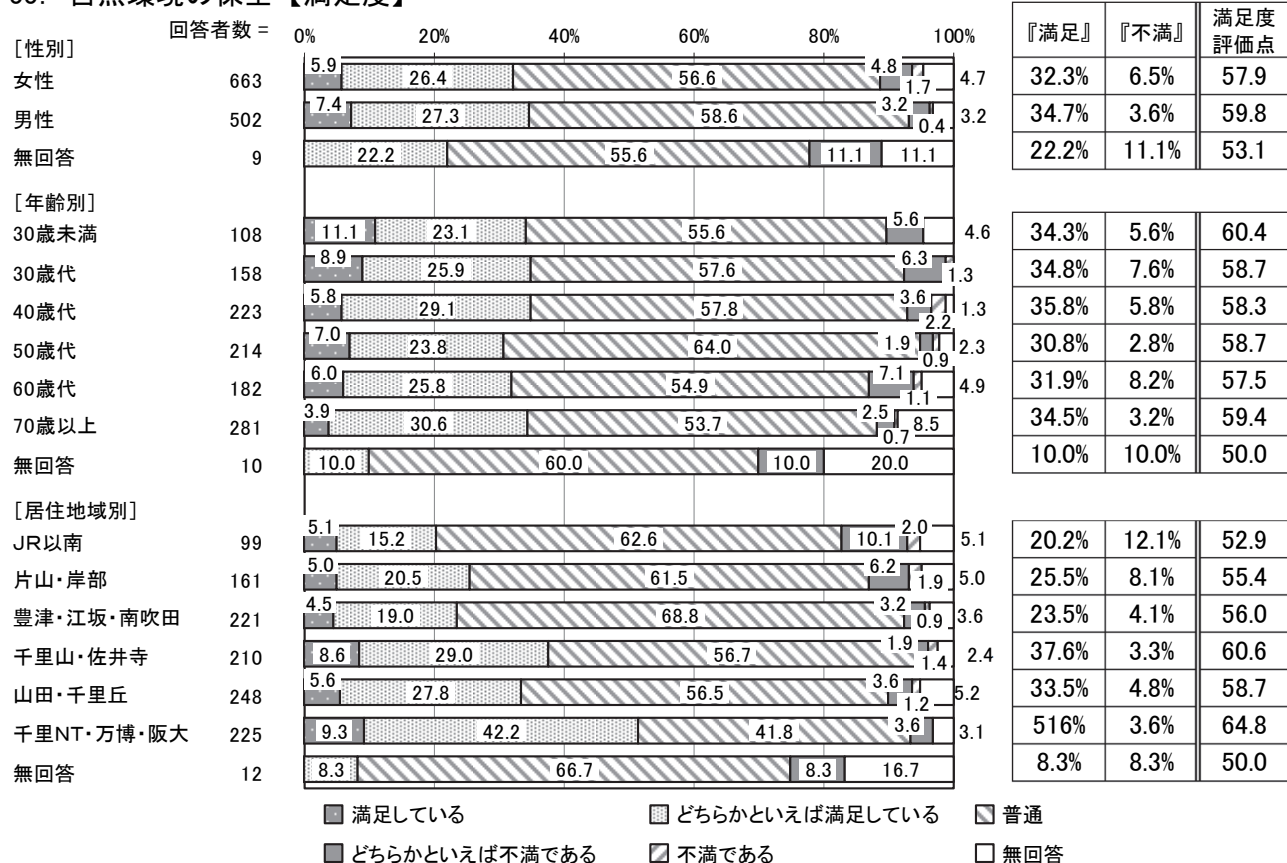 自然環境の保全【満足度】
回答者数 = 0% 20% 40% 60% 80% 100% 『満足』 『不満』 満足度評価点
[性別]
女性 663 5.9 26.4 56.6 4.8 1.7 4.7 32.3% 6.5% 57.9
男性 502 7.4 27.3 58.6 3.2 0.4 3.2 34.7% 3.6% 59.8
無回答 9 22.2 55.6 11.1 11.1 22.2% 11.1% 53.1
[年齢別]
30歳未満 108 11.1 23.1 55.6 5.6 4.6 34.3% 5.6% 60.4
30歳代 158 8.9 25.9 57.6 6.3 1.3 34.8% 7.6% 58.7
40歳代 223 5.8 29.1 57.8 3.6 2.2 1.3 35.8% 5.8% 58.3
50歳代 214 7.0 23.8 64.0 1.9 0.9 2.3 30.8% 2.8% 58.7
60歳代 182 6.0 25.8 54.9 7.1 1.1 4.9 31.9% 8.2% 57.5
70歳以上 281 3.9 30.6 53.7 2.5 0.7 8.5 34.5% 3.2% 59.4
無回答 10 10.0 60.0 10.0 20.0 10.0% 10.0% 50.0
[居住地域別]
JR以南 99 5.1 15.2 62.6 10.1 2.0 5.1 20.2% 12.1% 52.9
片山・岸部 161 5.0 20.5 61.5 6.2 1.9 5.0 25.5% 8.1% 55.4
豊津・江坂・南吹田 221 4.5 19.0 68.8 3.2 0.9 3.6 23.5% 4.1% 56.0
千里山・佐井寺 210 8.6 29.0 56.7 1.9 1.4 2.4 37.6% 3.3% 60.6
山田・千里丘 248 5.6 27.8 56.5 3.6 1.2 5.2 33.5% 4.8% 58.7
千里NT・万博・阪大 225 9.3 42.2 41.8 3.6 3.1 516% 3.6% 64.8
無回答 12 8.3 66.7 8.3 16.7 8.3% 8.3% 50.0
満足している どちらかといえば満足している 普通
どちらかといえば不満である 不満である 無回答